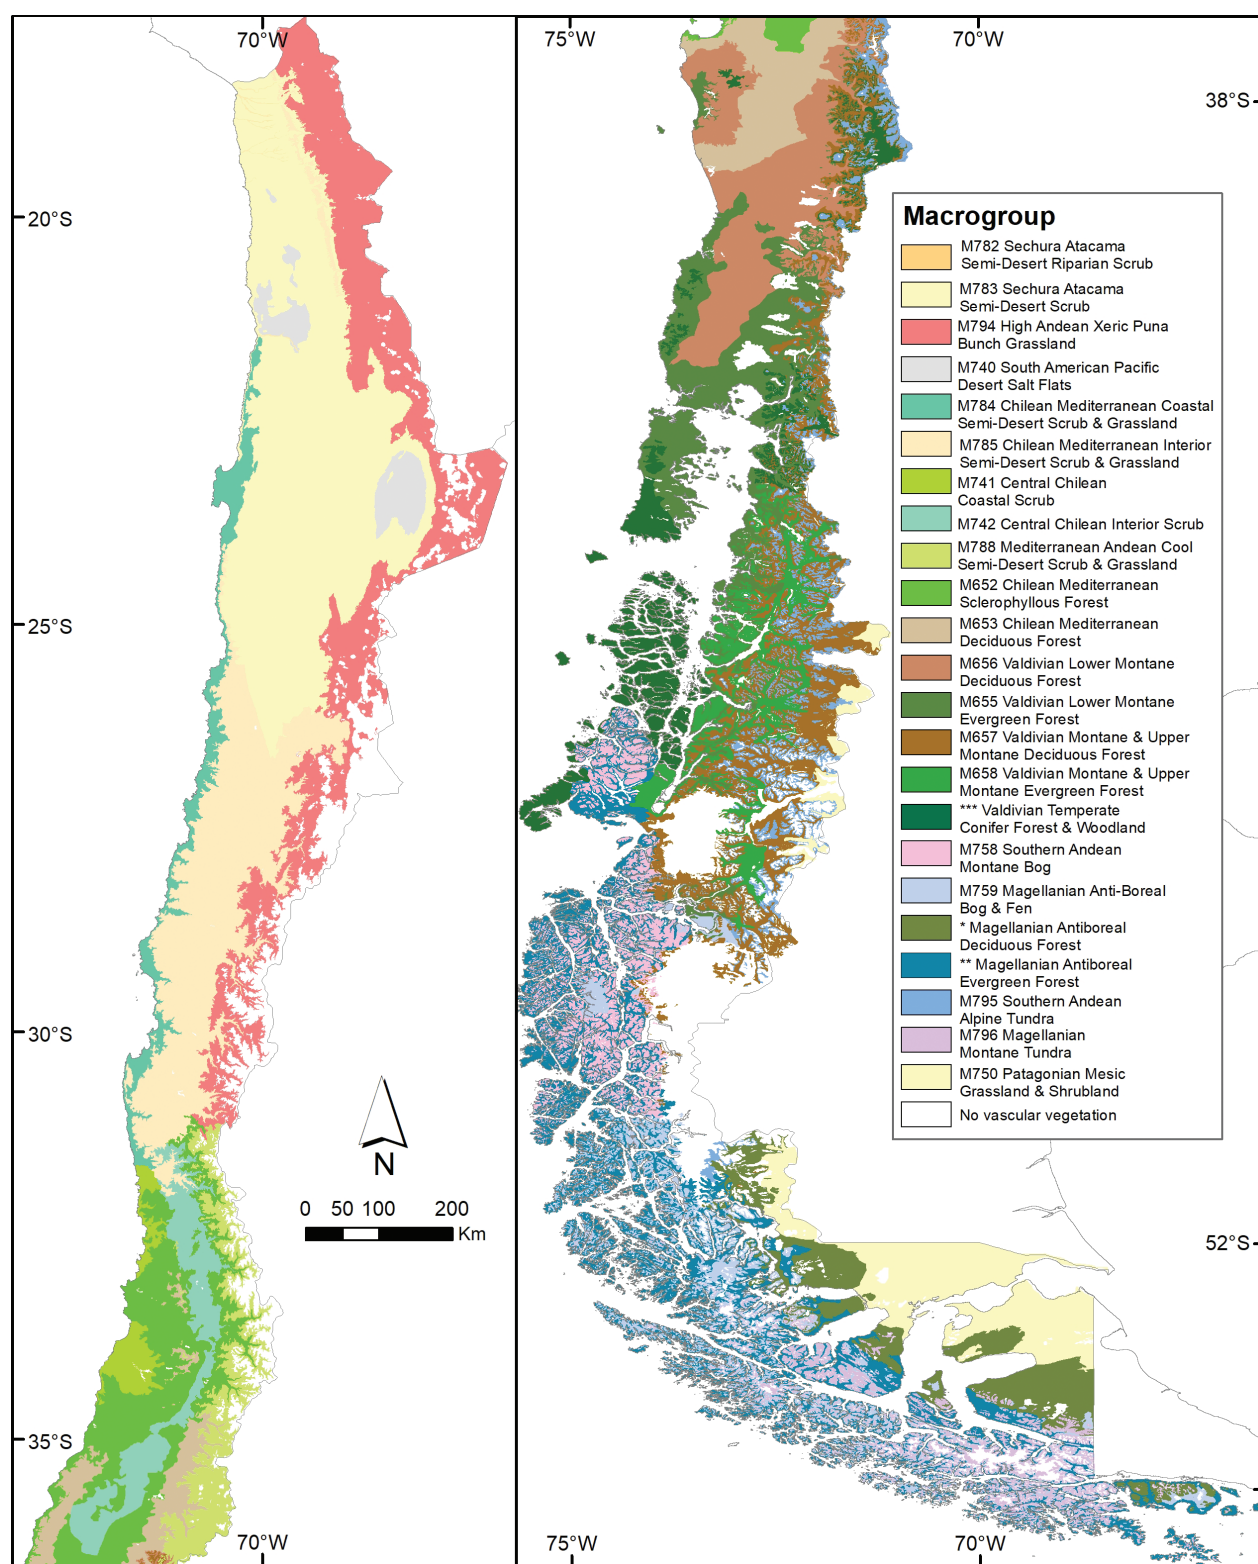 70°W
75°W
70°W
38°S
20°S
25°S
30°S
35°S
52°S
N
0 50 100 200
Km
Macrogroup
M782 Sechura Atacama
Semi-Desert Riparian Scrub
M783 Sechura Atacama
Semi-Desert Scrub
M794 High Andean Xeric Puna
Bunch Grassland
M740 South American Pacific
Desert Salt Flats
M784 Chilean Mediterranean Coastal
Semi-Desert Scrub & Grassland
M785 Chilean Mediterranean Interior
Semi-Desert Scrub & Grassland
M741 Central Chilean
Coastal Scrub
M742 Central Chilean Interior Scrub
M788 Mediterranean Andean Cool
Semi-Desert Scrub & Grassland
M652 Chilean Mediterranean
Sclerophyllous Forest
M653 Chilean Mediterranean
Deciduous Forest
M656 Valdivian Lower Montane
Deciduous Forest
M655 Valdivian Lower Montane
Evergreen Forest
M657 Valdivian Montane & Upper
Montane Deciduous Forest
M658 Valdivian Montane & Upper
Montane Evergreen Forest
*** Valdivian Temperate
Conifer Forest & Woodland
M758 Southern Andean
Montane Bog
M759 Magellanian Anti-Boreal
Bog & Fen
* Magellanian Antiboreal
Deciduous Forest
** Magellanian Antiboreal
Evergreen Forest
M795 Southern Andean
Alpine Tundra
M796 Magellanian
Montane Tundra
M750 Patagonian Mesic
Grassland & Shrubland
No vascular vegetation
70°W
75°W
70°W